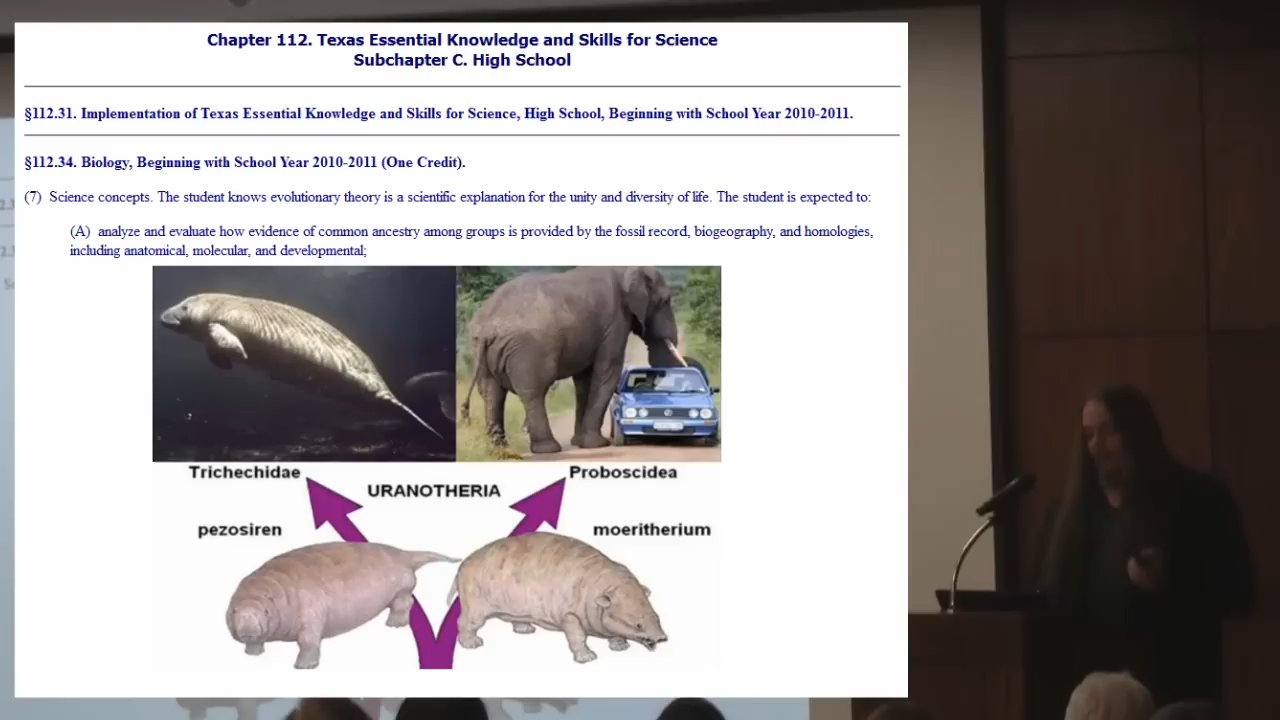 Chapter 112. Texas Essential Knowledge and Skills for Science
Subchapter C. High School
§112.31. Implementation of Texas Essential Knowledge and Skills for Science, High School, Beginning with School Year 2010-2011.
§112.34. Biology, Beginning with School Year 2010-2011 (One Credit).
(7) Science concepts. The student knows evolutionary theory is a scientific explanation for the unity and diversity of life. The student is expected to:
(A) analyze and evaluate how evidence of common ancestry among groups is provided by the fossil record, biogeography, and homologies,
including anatomical, molecular, and developmental;
Trichechidae
Proboscidea
URANOTHERIA
pezosiren
moeritherium